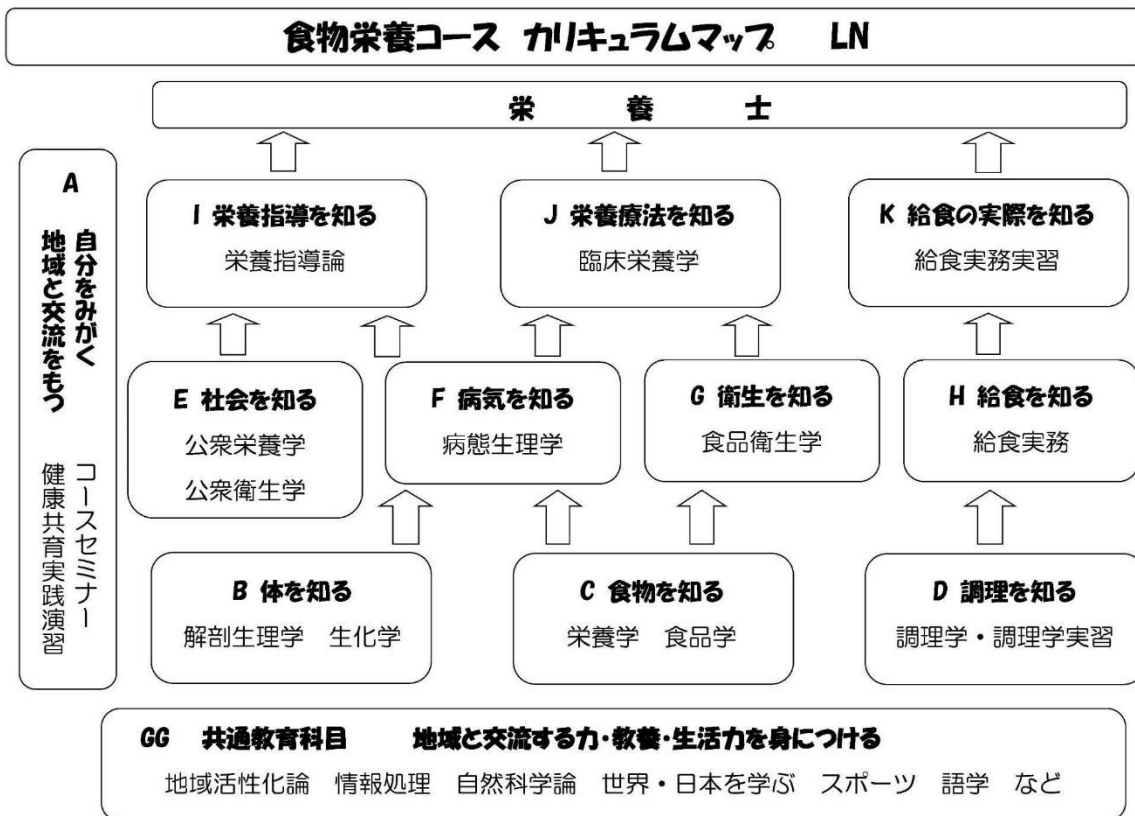 食物栄養コース カリキュラムマップ LN
栄 養 士
A
自分をみがく
地域と交流をもつ
コースセミナー
健康共育実践演習
I 栄養指導を知る
栄養指導論
J 栄養療法を知る
臨床栄養学
K 給食の実際を知る
給食実務実習
E 社会を知る
公衆栄養学
公衆衛生学
F 病気を知る
病態生理学
G 衛生を知る
食品衛生学
H 給食を知る
給食実務
B 体を知る
解剖生理学 生化学
C 食物を知る
栄養学 食品学
D 調理を知る
調理学・調理学実習
GG 共通教育科目 地域と交流する力・教養・生活力を身につける
地域活性化論 情報処理 自然科学論 世界・日本を学ぶ スポーツ 語学 など